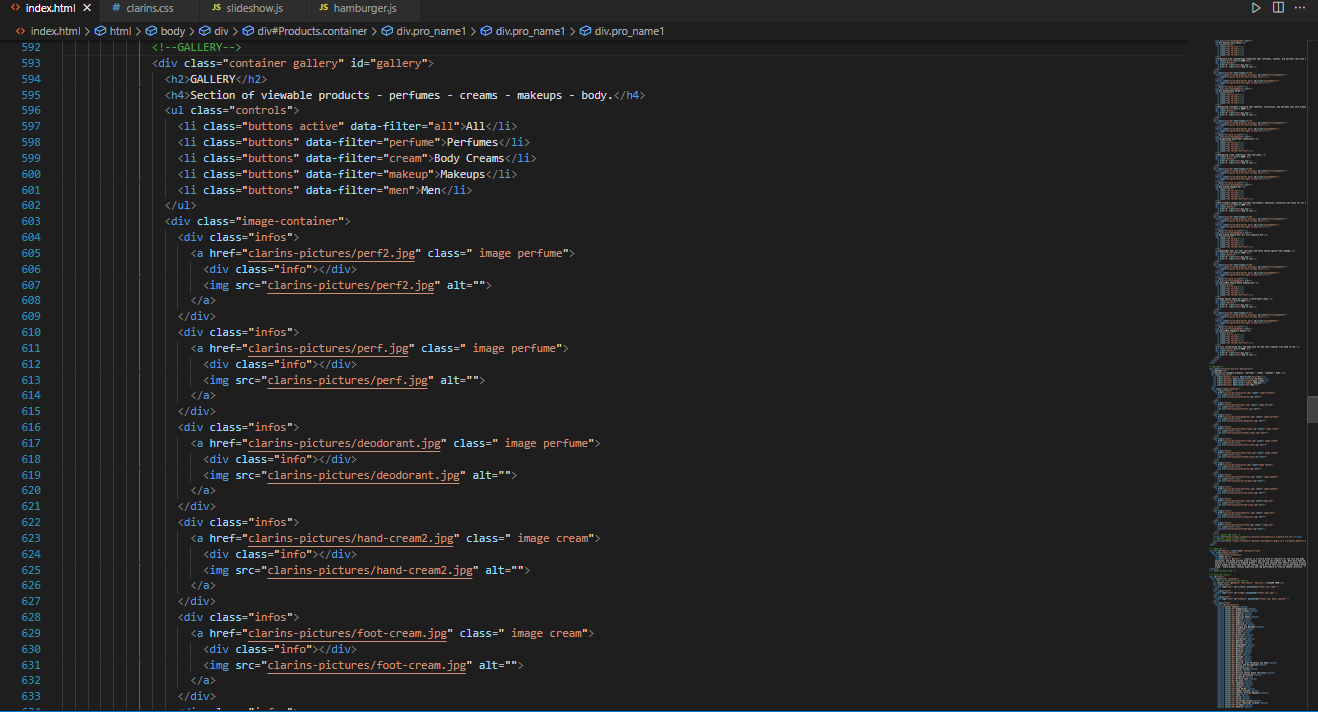 index.html
clarins.css
JS slideshow.js
JS hamburger.js
index.html > html > body > div > div#Products.container > div.pro_name1 > div.pro_name1 > div.pro_name1
592 <!--GALLERY-->
593 <div class="container gallery" id="gallery">
594 <h2>GALLERY</h2>
595 <h4>Section of viewable products - perfumes - creams - makeups - body.</h4>
596 <ul class="controls">
597 <li class="buttons active" data-filter="all">All</li>
598 <li class="buttons" data-filter="perfume">Perfumes</li>
599 <li class="buttons" data-filter="cream">Body Creams</li>
600 <li class="buttons" data-filter="makeup">Makeups</li>
601 <li class="buttons" data-filter="men">Men</li>
602 </ul>
603 <div class="image-container">
604 <div class="infos">
605 <a href="clarins-pictures/perf2.jpg" class=" image perfume">
606 <div class="info"></div>
607 <img src="clarins-pictures/perf2.jpg" alt="">
608 </a>
609 </div>
610 <div class="infos">
611 <a href="clarins-pictures/perf.jpg" class=" image perfume">
612 <div class="info"></div>
613 <img src="clarins-pictures/perf.jpg" alt="">
614 </a>
615 </div>
616 <div class="infos">
617 <a href="clarins-pictures/deodorant.jpg" class=" image perfume">
618 <div class="info"></div>
619 <img src="clarins-pictures/deodorant.jpg" alt="">
620 </a>
621 </div>
622 <div class="infos">
623 <a href="clarins-pictures/hand-cream2.jpg" class=" image cream">
624 <div class="info"></div>
625 <img src="clarins-pictures/hand-cream2.jpg" alt="">
626 </a>
627 </div>
628 <div class="infos">
629 <a href="clarins-pictures/foot-cream.jpg" class=" image cream">
630 <div class="info"></div>
631 <img src="clarins-pictures/foot-cream.jpg" alt="">
632 </a>
633 </div>